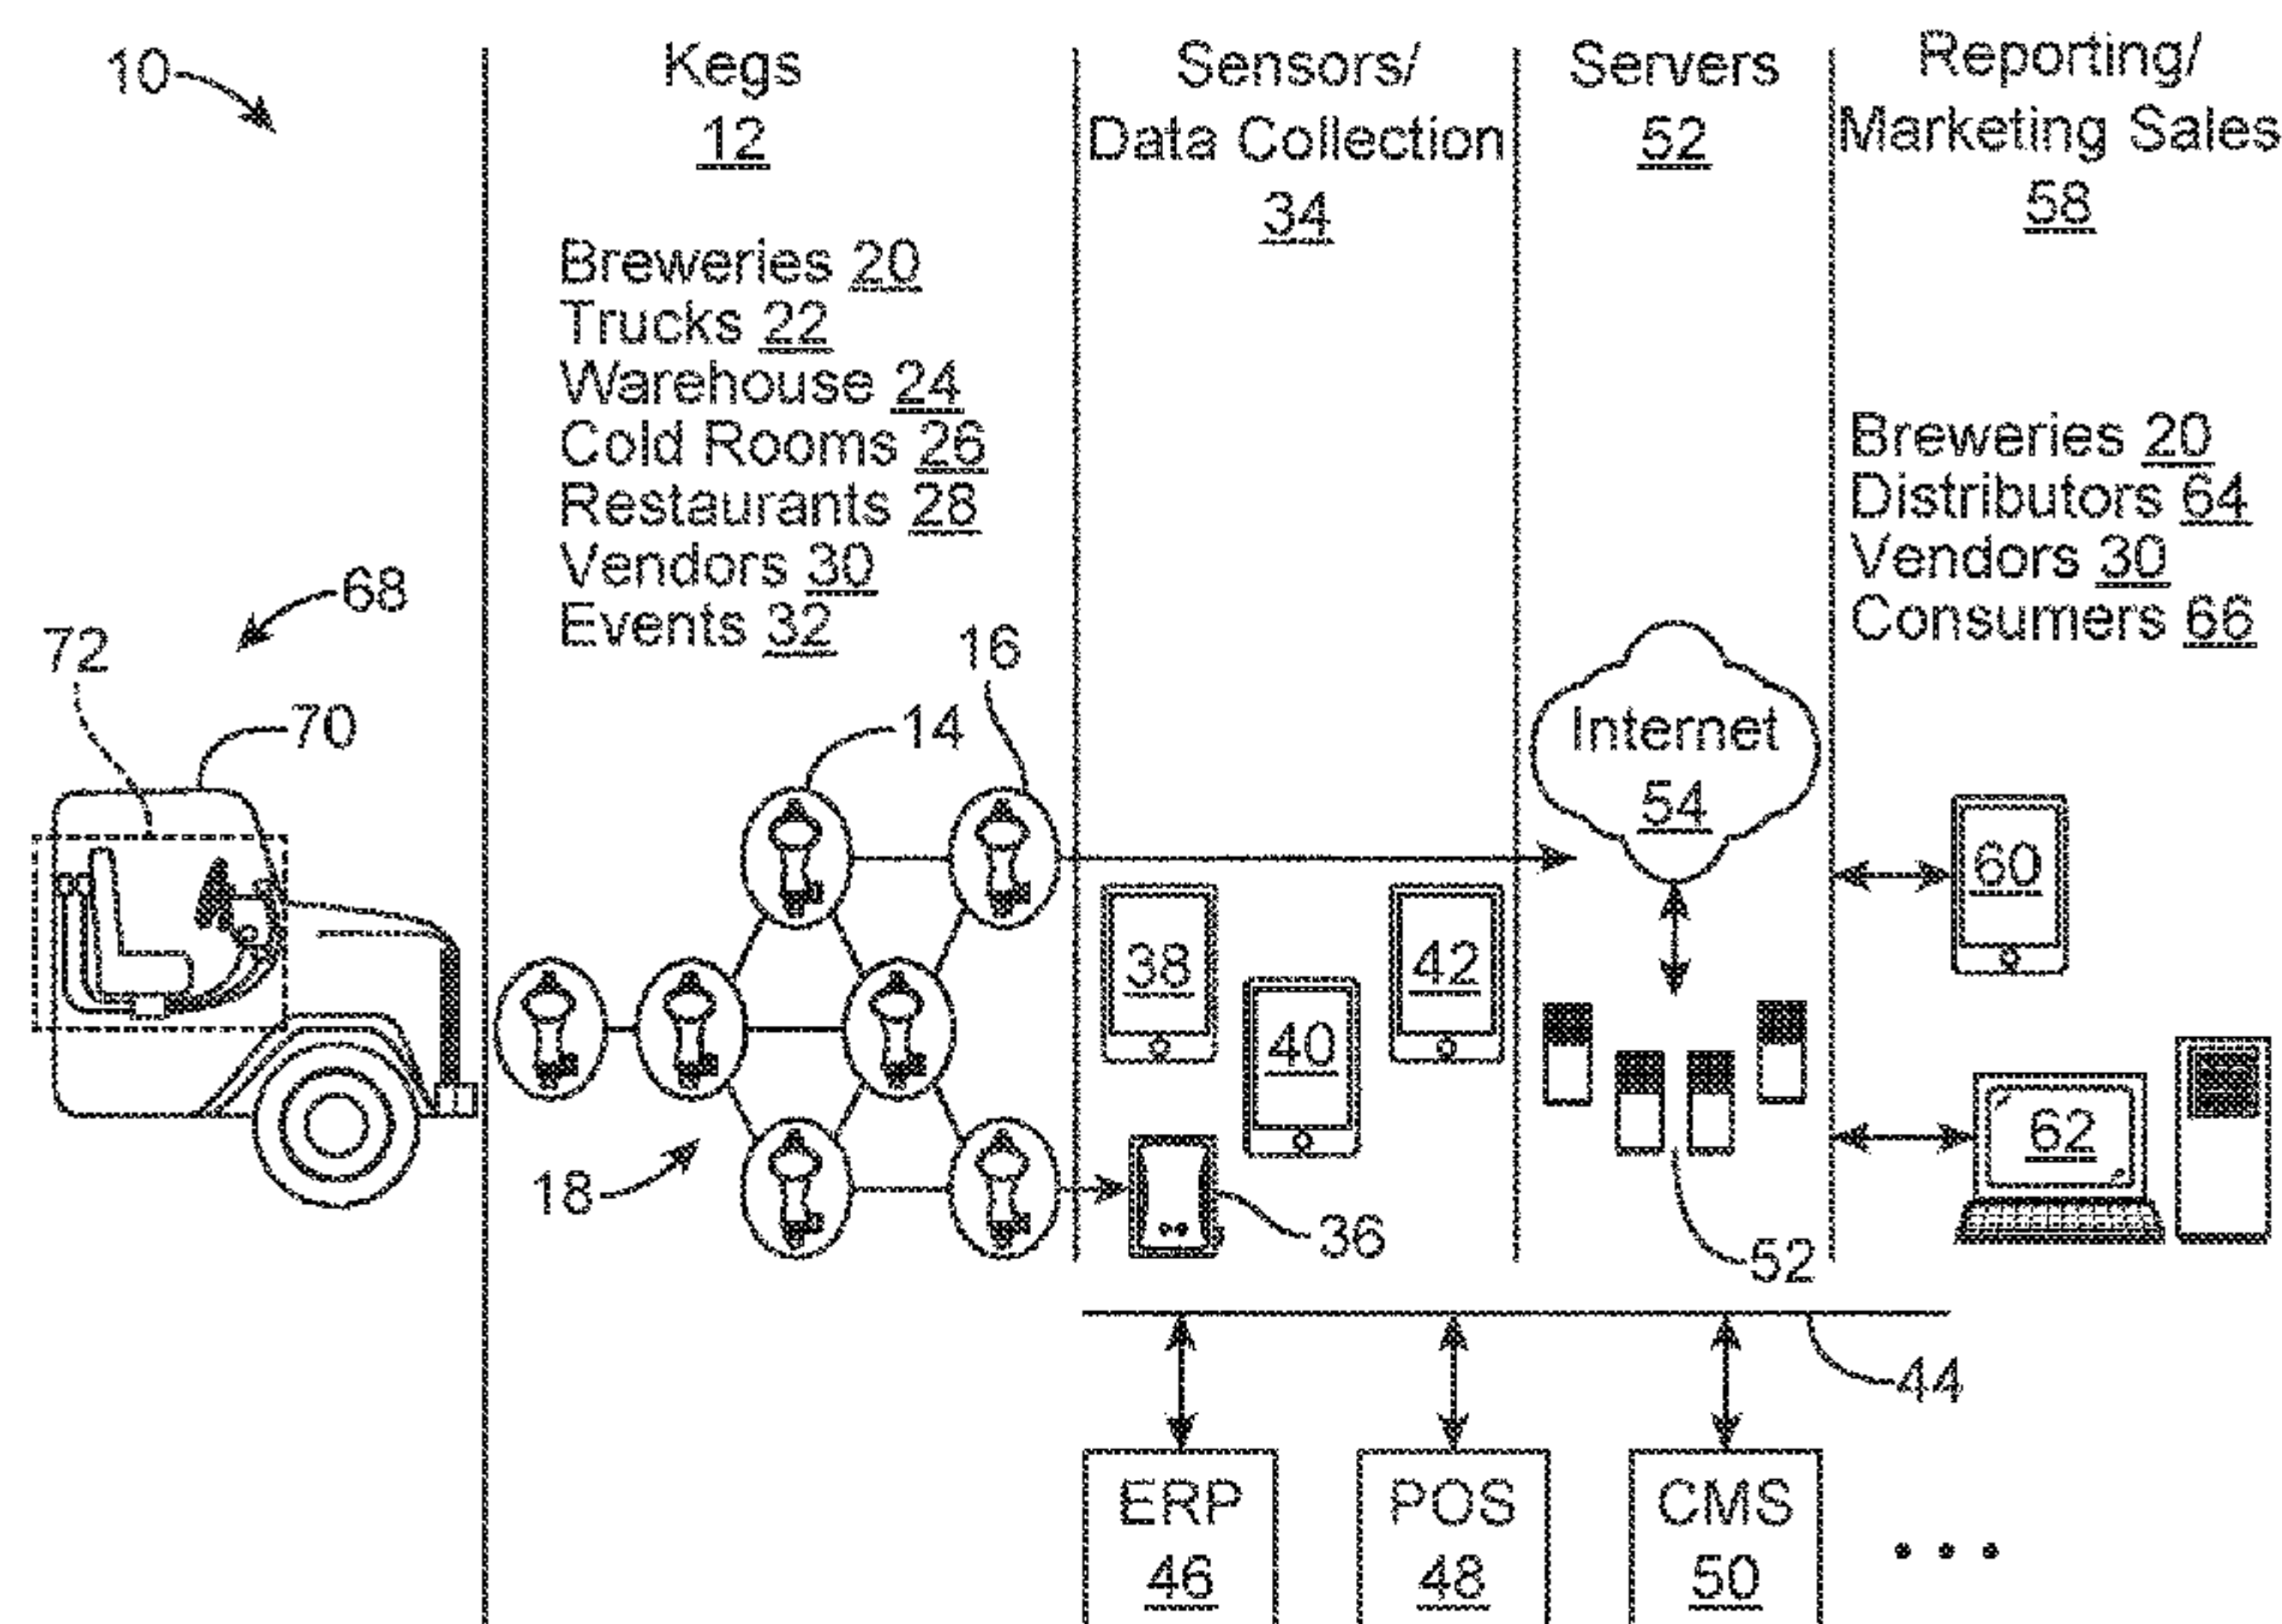 10
Kegs
12
Breweries 20
Trucks 22
Warehouse 24
Cold Rooms 26
Restaurants 28
Vendors 30
Events 32
Sensors/
Data Collection
34
Servers
52
Reporting/
Marketing Sales
58
Breweries 20
Distributors 64
Vendors 30
Consumers 66
68
72
70
14
16
18
38
40
42
36
Internet
54
52
60
62
44
ERP
46
POS
48
CMS
50
• • •